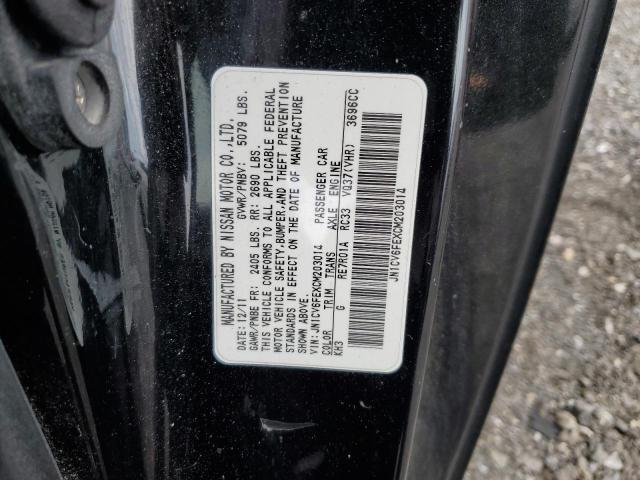 MANUFACTURED BY NISSAN MOTOR CO.,LTD.
DATE: 12/11 GVWR/PNBV: 5079 LBS.
GAWR/PNBE FR: 2405 LBS. RR: 2690 LBS.
THIS VEHICLE CONFORMS TO ALL APPLICABLE FEDERAL
MOTOR VEHICLE SAFETY,BUMPER,AND THEFT PREVENTION
STANDARDS IN EFFECT ON THE DATE OF MANUFACTURE
SHOWN ABOVE.
VIN: JN1CV6FEXCM203014 PASSENGER CAR
COLOR TRIM TRANS AXLE ENGINE
KH3 G RE7R01A RC33 VQ37(VHR) 3696CC
JN1CV6FEXCM203014